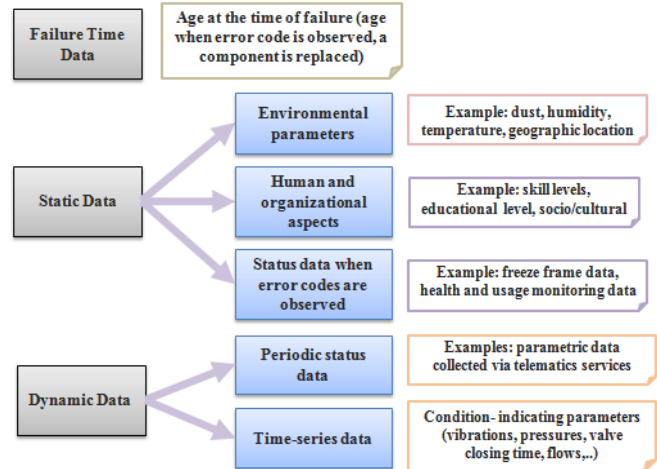 Failure Time
Data
Age at the time of failure (age
when error code is observed, a
component is replaced)
Environmental
parameters
Example: dust, humidity,
temperature, geographic location
Static Data
Human and
organizational
aspects
Example: skill levels,
educational level, socio/cultural
Status data when
error codes are
observed
Example: freeze frame data,
health and usage monitoring data
Dynamic Data
Periodic status
data
Examples: parametric data
collected via telematics services
Time-series data
Condition- indicating parameters
(vibrations, pressures, valve
closing time, flows,..)